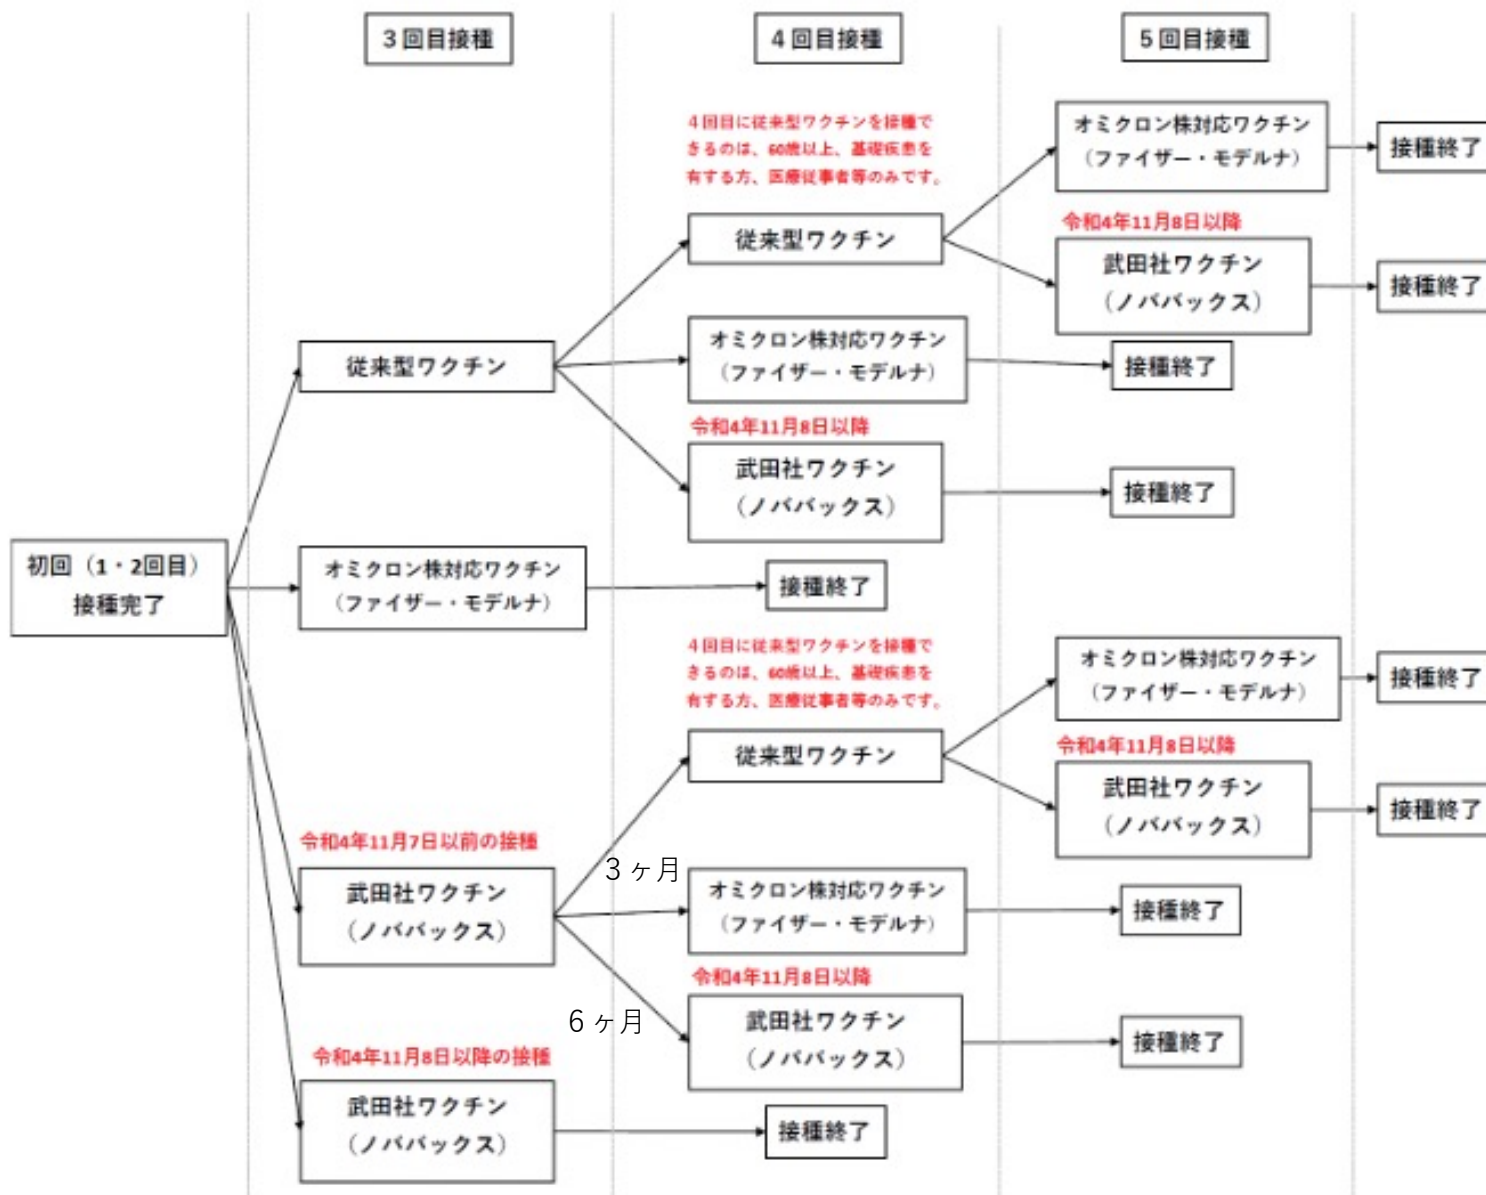 3回目接種
4回目接種
5回目接種
4回目に従来型ワクチンを接種で
きるのは、60歳以上、基礎疾患を
有する方、医療従事者等のみです。
オミクロン株対応ワクチン
（ファイザー・モデルナ）
接種終了
従来型ワクチン
令和4年11月8日以降
武田社ワクチン
（ノババックス）
接種終了
従来型ワクチン
オミクロン株対応ワクチン
（ファイザー・モデルナ）
接種終了
令和4年11月8日以降
武田社ワクチン
（ノババックス）
接種終了
初回（1・2回目）
接種完了
オミクロン株対応ワクチン
（ファイザー・モデルナ）
接種終了
4回目に従来型ワクチンを接種で
きるのは、60歳以上、基礎疾患を
有する方、医療従事者等のみです。
オミクロン株対応ワクチン
（ファイザー・モデルナ）
接種終了
従来型ワクチン
令和4年11月8日以降
武田社ワクチン
（ノババックス）
接種終了
令和4年11月7日以前の接種
武田社ワクチン
（ノババックス）
3ヶ月
オミクロン株対応ワクチン
（ファイザー・モデルナ）
接種終了
6ヶ月
令和4年11月8日以降
武田社ワクチン
（ノババックス）
接種終了
令和4年11月8日以降の接種
武田社ワクチン
（ノババックス）
接種終了